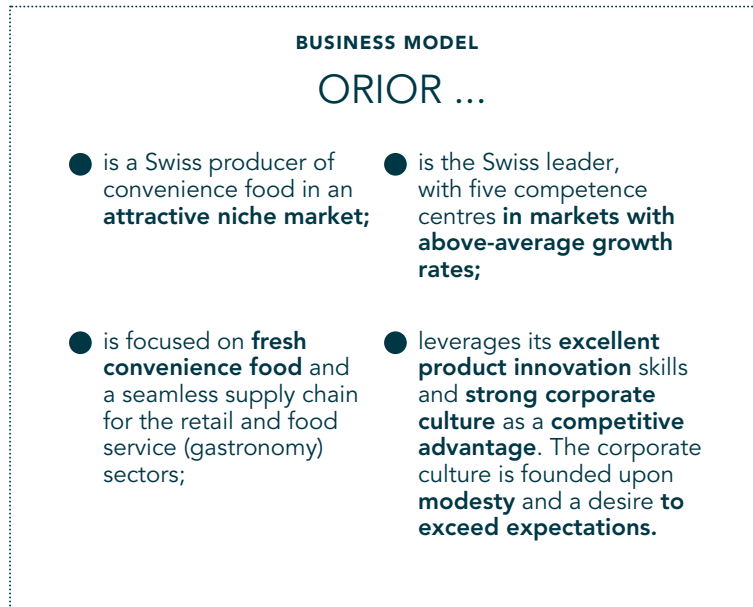 BUSINESS MODEL
ORIOR ...
is a Swiss producer of
convenience food in an
attractive niche market;
is the Swiss leader,
with five competence
centres in markets with
above-average growth
rates;
is focused on fresh
convenience food and
a seamless supply chain
for the retail and food
service (gastronomy)
sectors;
leverages its excellent
product innovation skills
and strong corporate
culture as a competitive
advantage. The corporate
culture is founded upon
modesty and a desire to
exceed expectations.